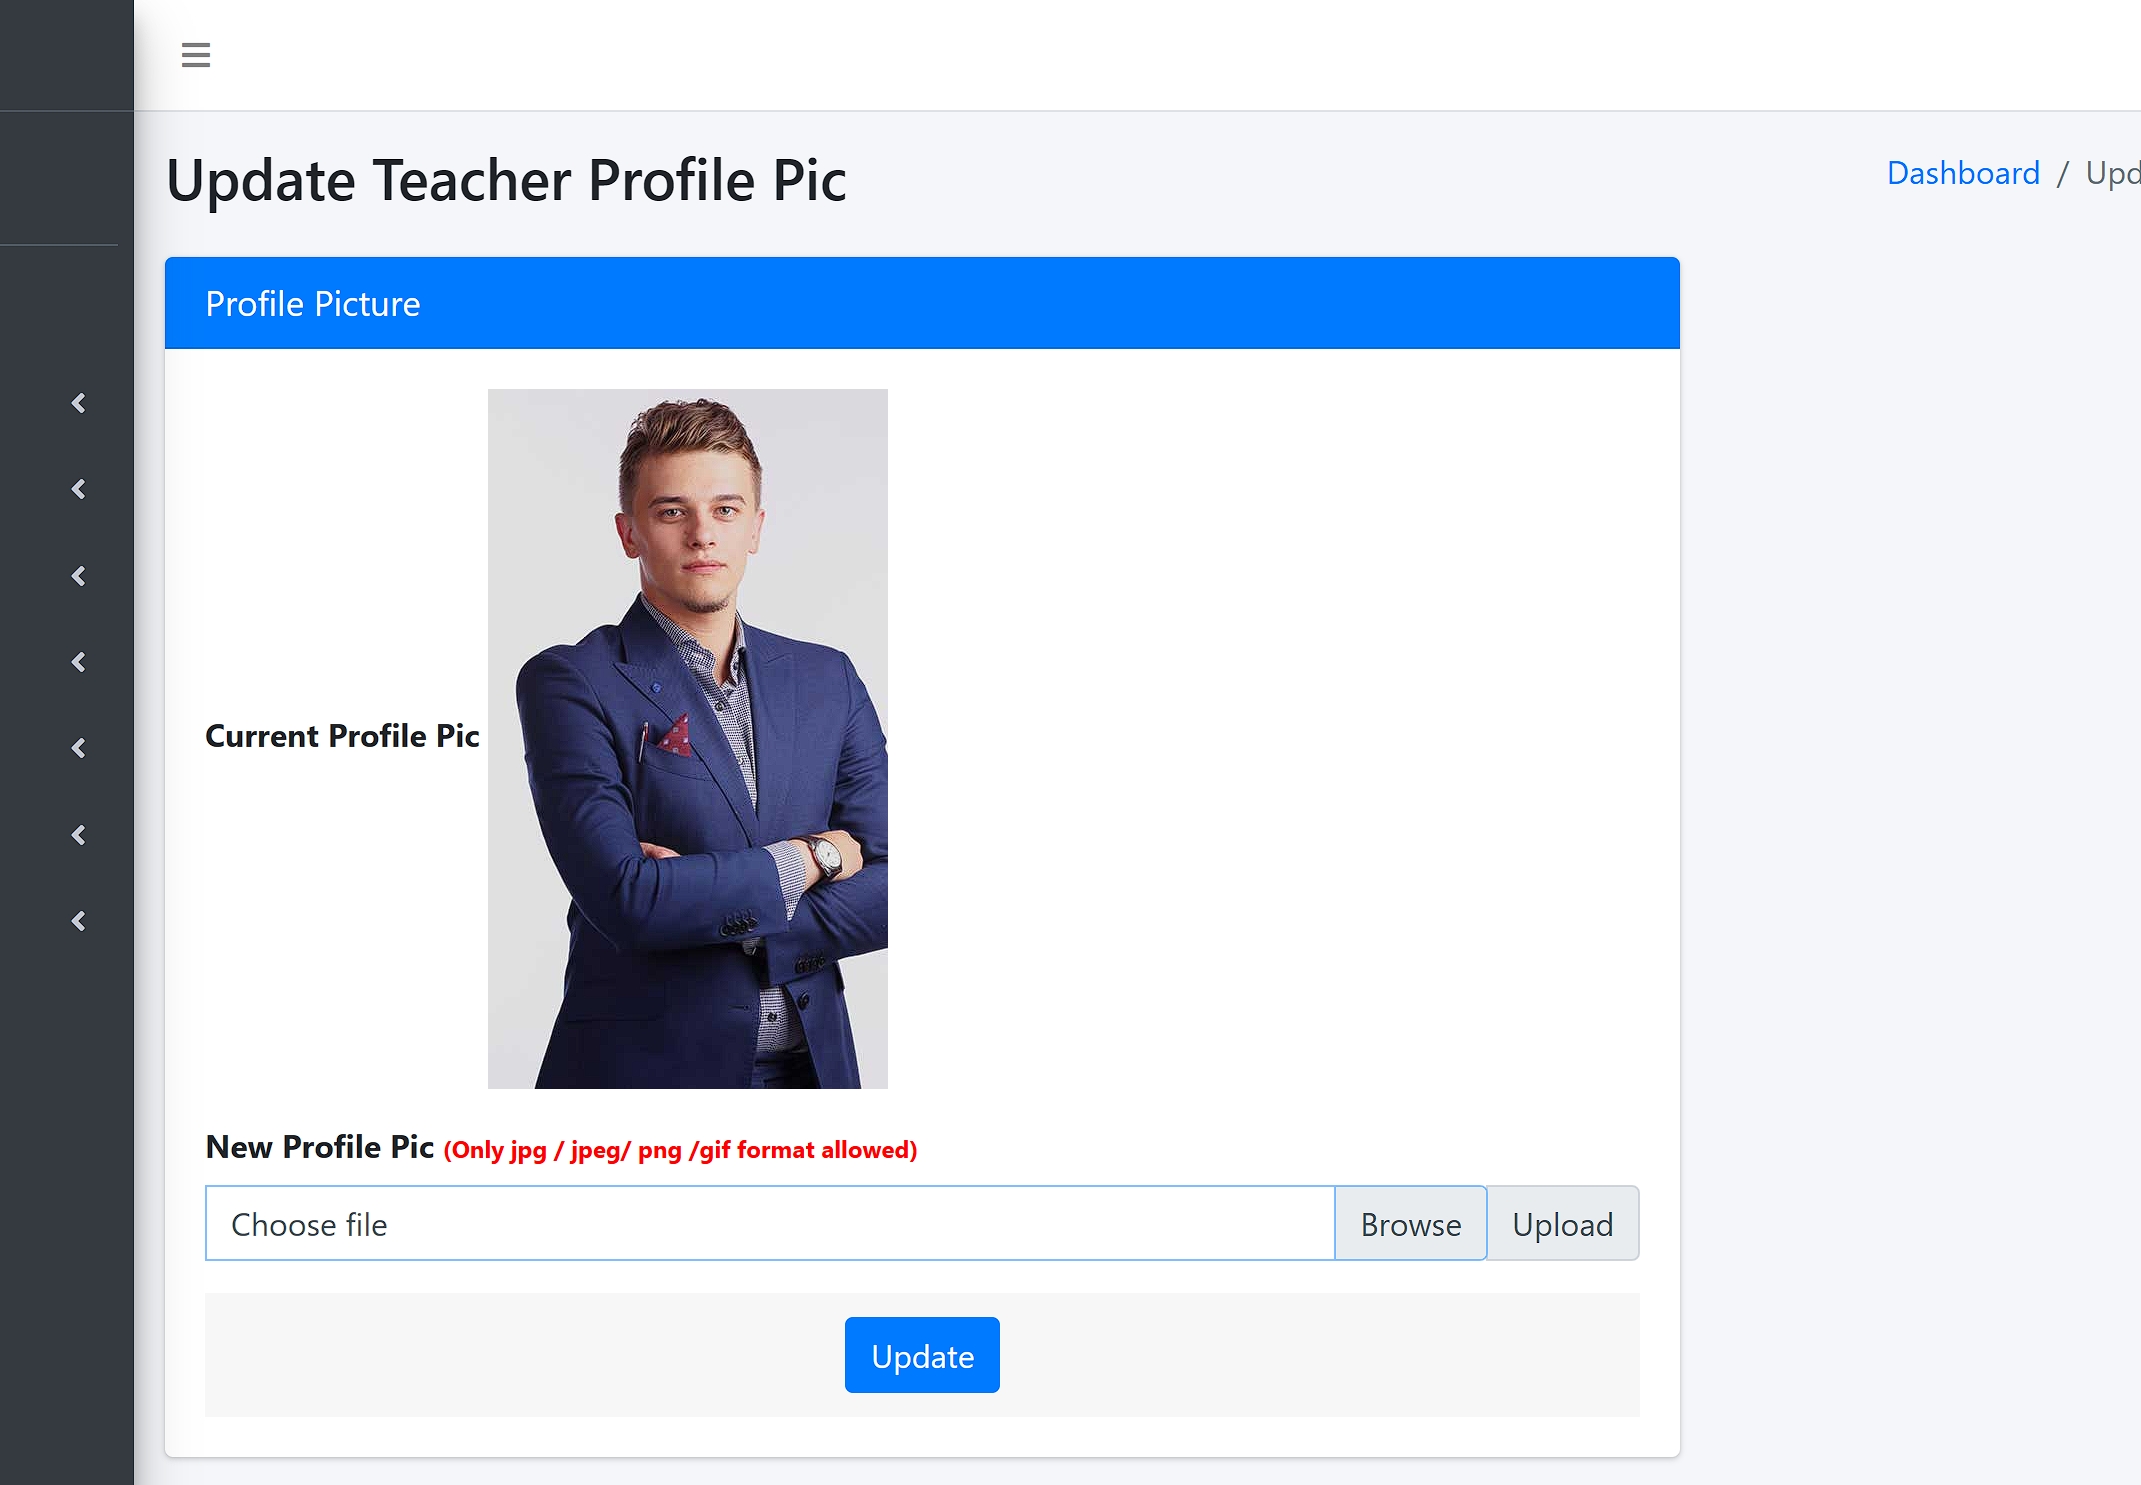 Update Teacher Profile Pic
Dashboard / Upd
Profile Picture
Current Profile Pic
New Profile Pic (Only jpg / jpeg/ png /gif format allowed)
Choose file Browse Upload
Update